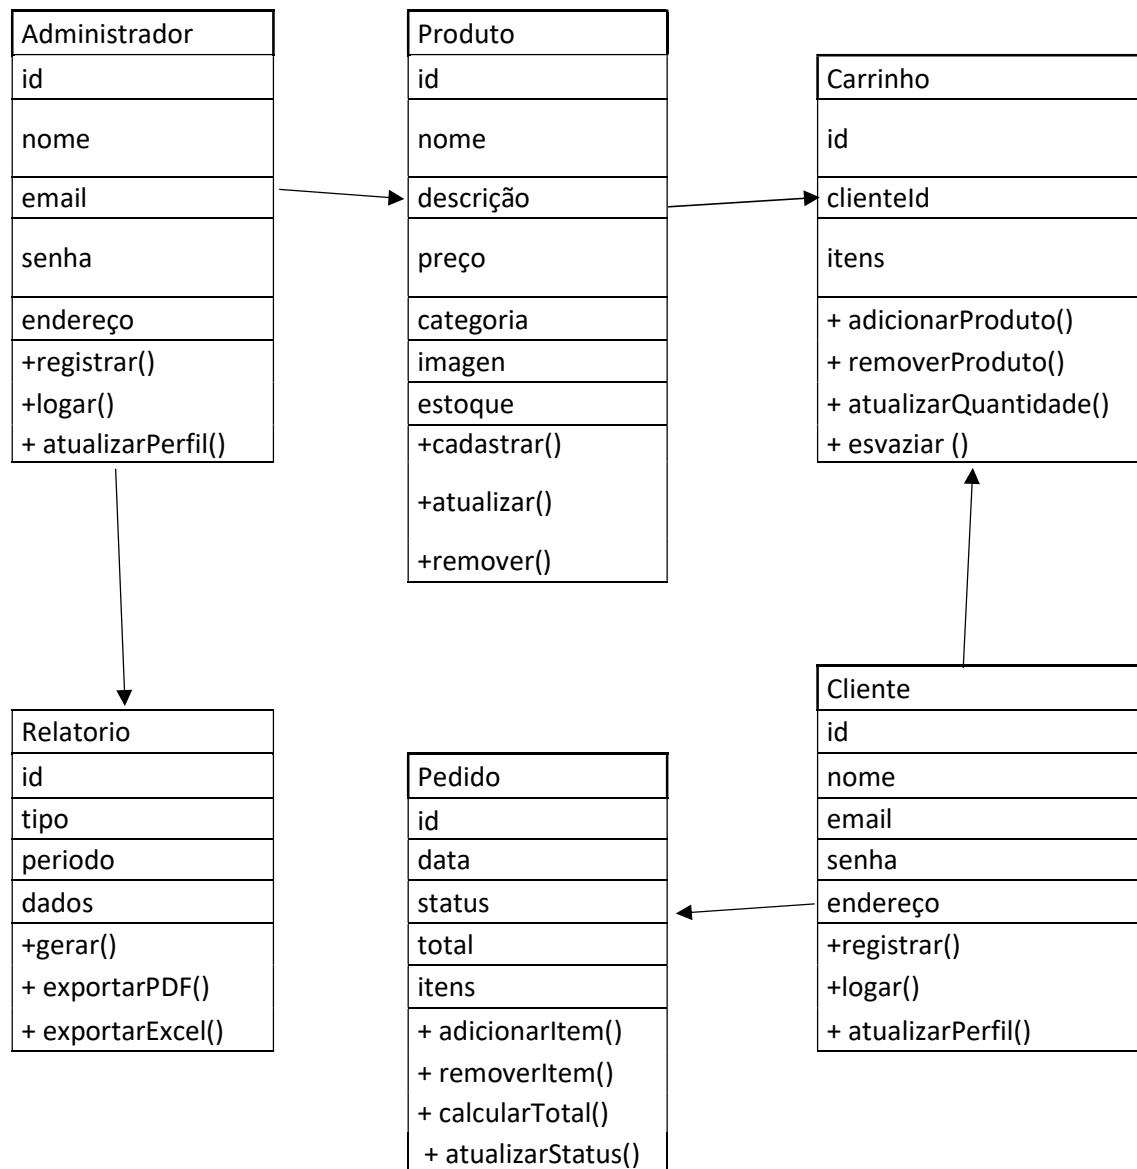 Administrador
id
nome
email
senha
endereço
+registrar()
+logar()
+ atualizarPerfil()
Produto
id
nome
descrição
preço
categoria
imagen
estoque
+cadastrar()
+atualizar()
+remover()
Carrinho
id
clienteId
itens
+ adicionarProduto()
+ removerProduto()
+ atualizarQuantidade()
+ esvaziar ()
Relatorio
id
tipo
periodo
dados
+gerar()
+ exportarPDF()
+ exportarExcel()
Pedido
id
data
status
total
itens
+ adicionarItem()
+ removerItem()
+ calcularTotal()
+ atualizarStatus()
Cliente
id
nome
email
senha
endereço
+registrar()
+logar()
+ atualizarPerfil()